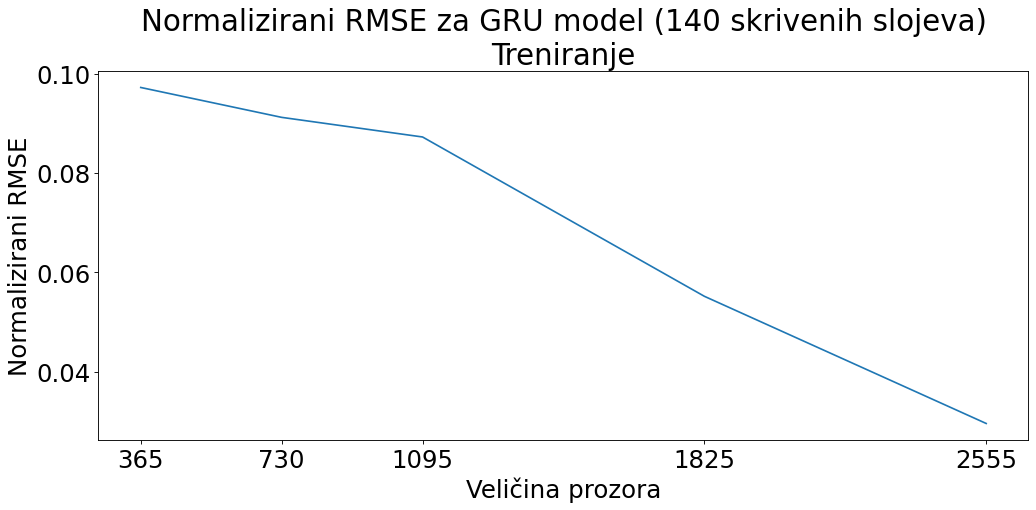 Normalizirani RMSE za GRU model (140 skrivenih slojeva)
Treniranje
0.10
0.08
0.06
0.04
Normalizirani RMSE
365 730 1095 1825 2555
Veličina prozora